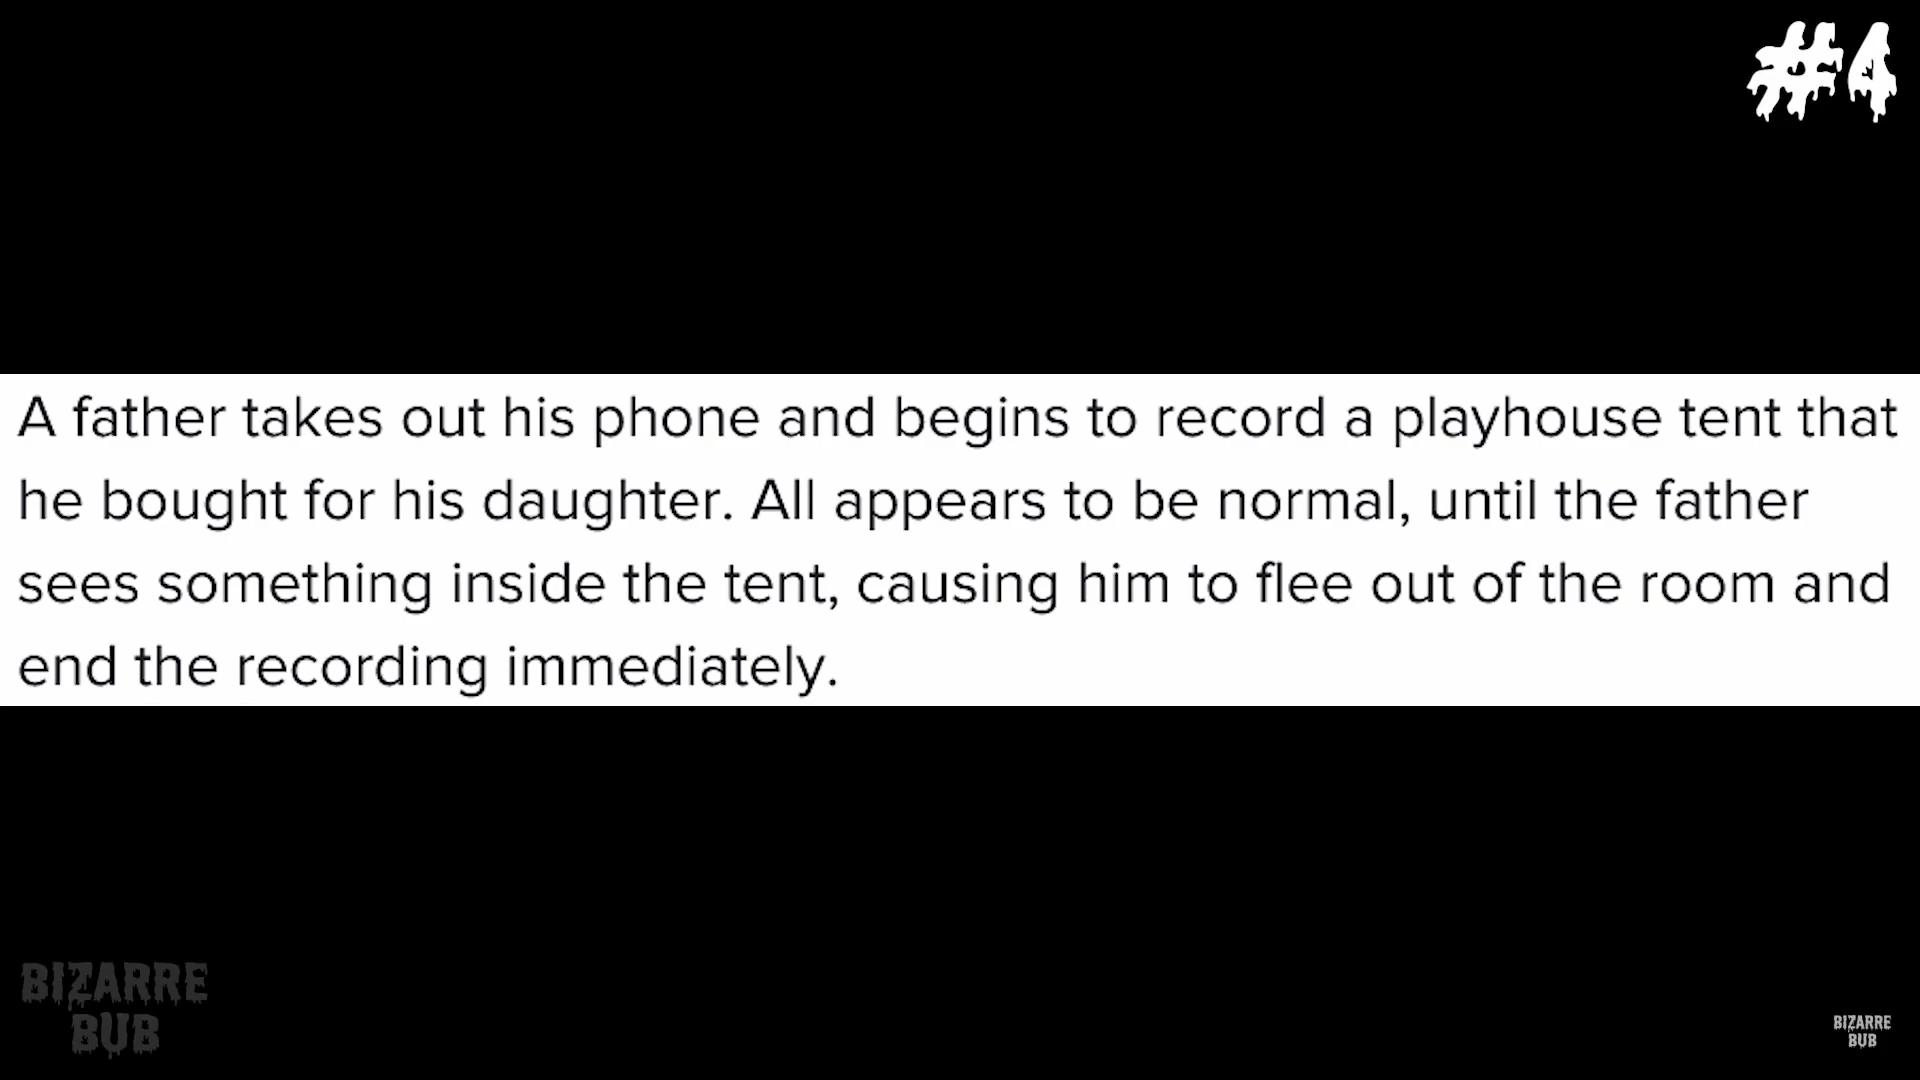 #4
A father takes out his phone and begins to record a playhouse tent that
he bought for his daughter. All appears to be normal, until the father
sees something inside the tent, causing him to flee out of the room and
end the recording immediately.
BIZARRE
BUB
BIZARRE
BUB